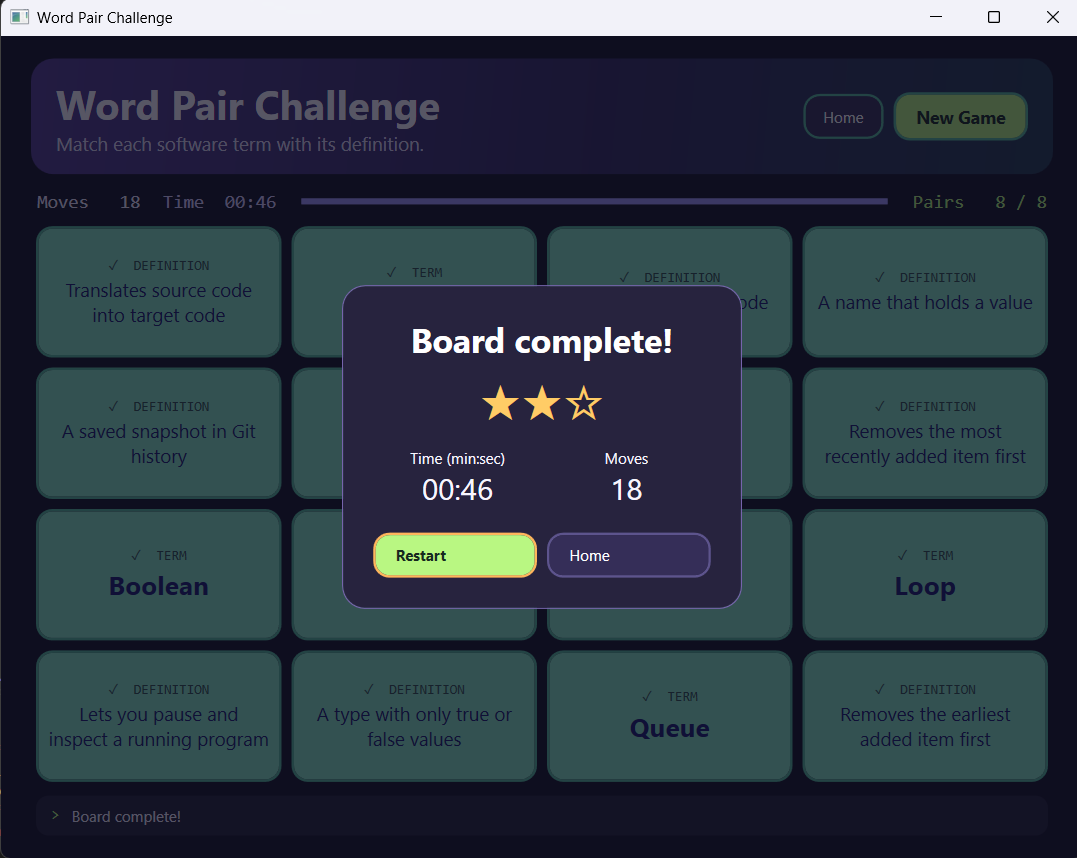 Word Pair Challenge
Word Pair Challenge
Match each software term with its definition.
Home
New Game
Moves 18 Time 00:46
Pairs 8 / 8
✓ DEFINITION
Translates source code
into target code
✓ TERM
✓ DEFINITION
✓ DEFINITION
A name that holds a value
✓ DEFINITION
A saved snapshot in Git
history
✓ DEFINITION
Removes the most
recently added item first
✓ TERM
Boolean
✓ TERM
Loop
✓ DEFINITION
Lets you pause and
inspect a running program
✓ DEFINITION
A type with only true or
false values
✓ TERM
Queue
✓ DEFINITION
Removes the earliest
added item first
Board complete!
★★☆
Time (min:sec) Moves
00:46 18
Restart Home
> Board complete!